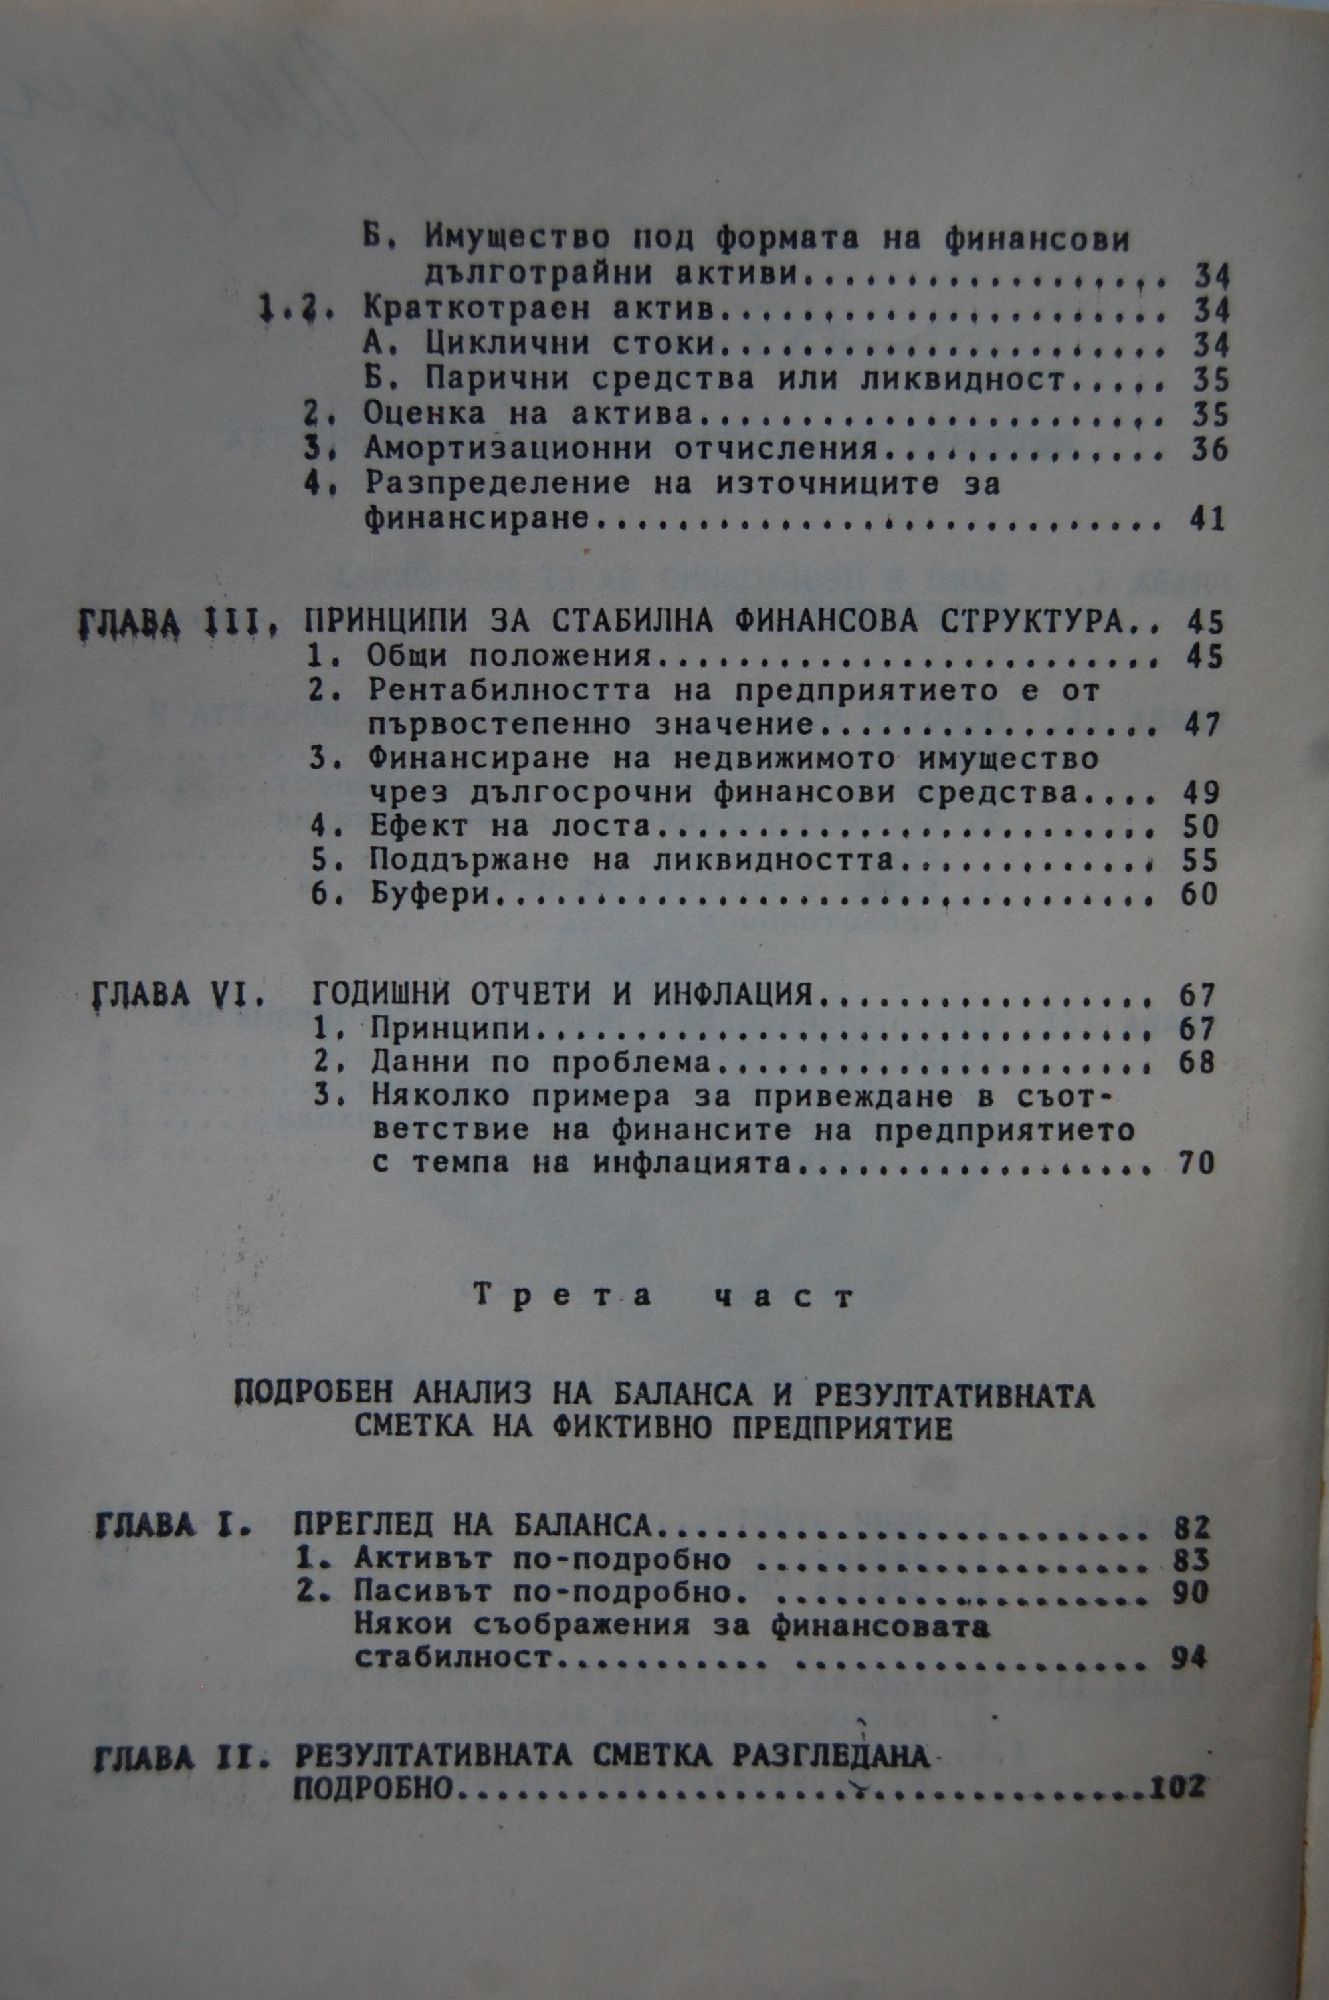 Б. Имущество под формата на финансови
дълготрайни активи.................. 34
1.2. Краткотраен актив...................... 34
А. Циклични стоки...................... 34
Б. Парични средства или ликвидност..... 35
2. Оценка на актива....................... 35
3. Амортизационни отчисления.............. 36
4. Разпределение на източниците за
финансиране............................ 41
ГЛАВА III. ПРИНЦИПИ ЗА СТАБИЛНА ФИНАНСОВА СТРУКТУРА.. 45
1. Общи положения......................... 45
2. Рентабилността на предприятието е от
първостепенно значение................. 47
3. Финансиране на недвижимото имущество
чрез дългосрочни финансови средства.... 49
4. Ефект на лоста......................... 50
5. Поддържане на ликвидността............. 55
6. Буфери................................. 60
ГЛАВА VI. ГОДИШНИ ОТЧЕТИ И ИНФЛАЦИЯ................. 67
1. Принципи............................... 67
2. Данни по проблема...................... 68
3. Няколко примера за привеждане в съот-
ветствие на финансите на предприятието
с темпа на инфлацията.................. 70
Трета част
ПОДРОБЕН АНАЛИЗ НА БАЛАНСА И РЕЗУЛТАТИВНАТА
СМЕТКА НА ФИКТИВНО ПРЕДПРИЯТИЕ
ГЛАВА I. ПРЕГЛЕД НА БАЛАНСА......................... 82
1. Активът по-подробно .................... 83
2. Пасивът по-подробно. ................... 90
Някои съображения за финансовата
стабилност........... .................. 94
ГЛАВА II. РЕЗУЛТАТИВНАТА СМЕТКА РАЗГЛЕДАНА
ПОДРОБНО...................................102